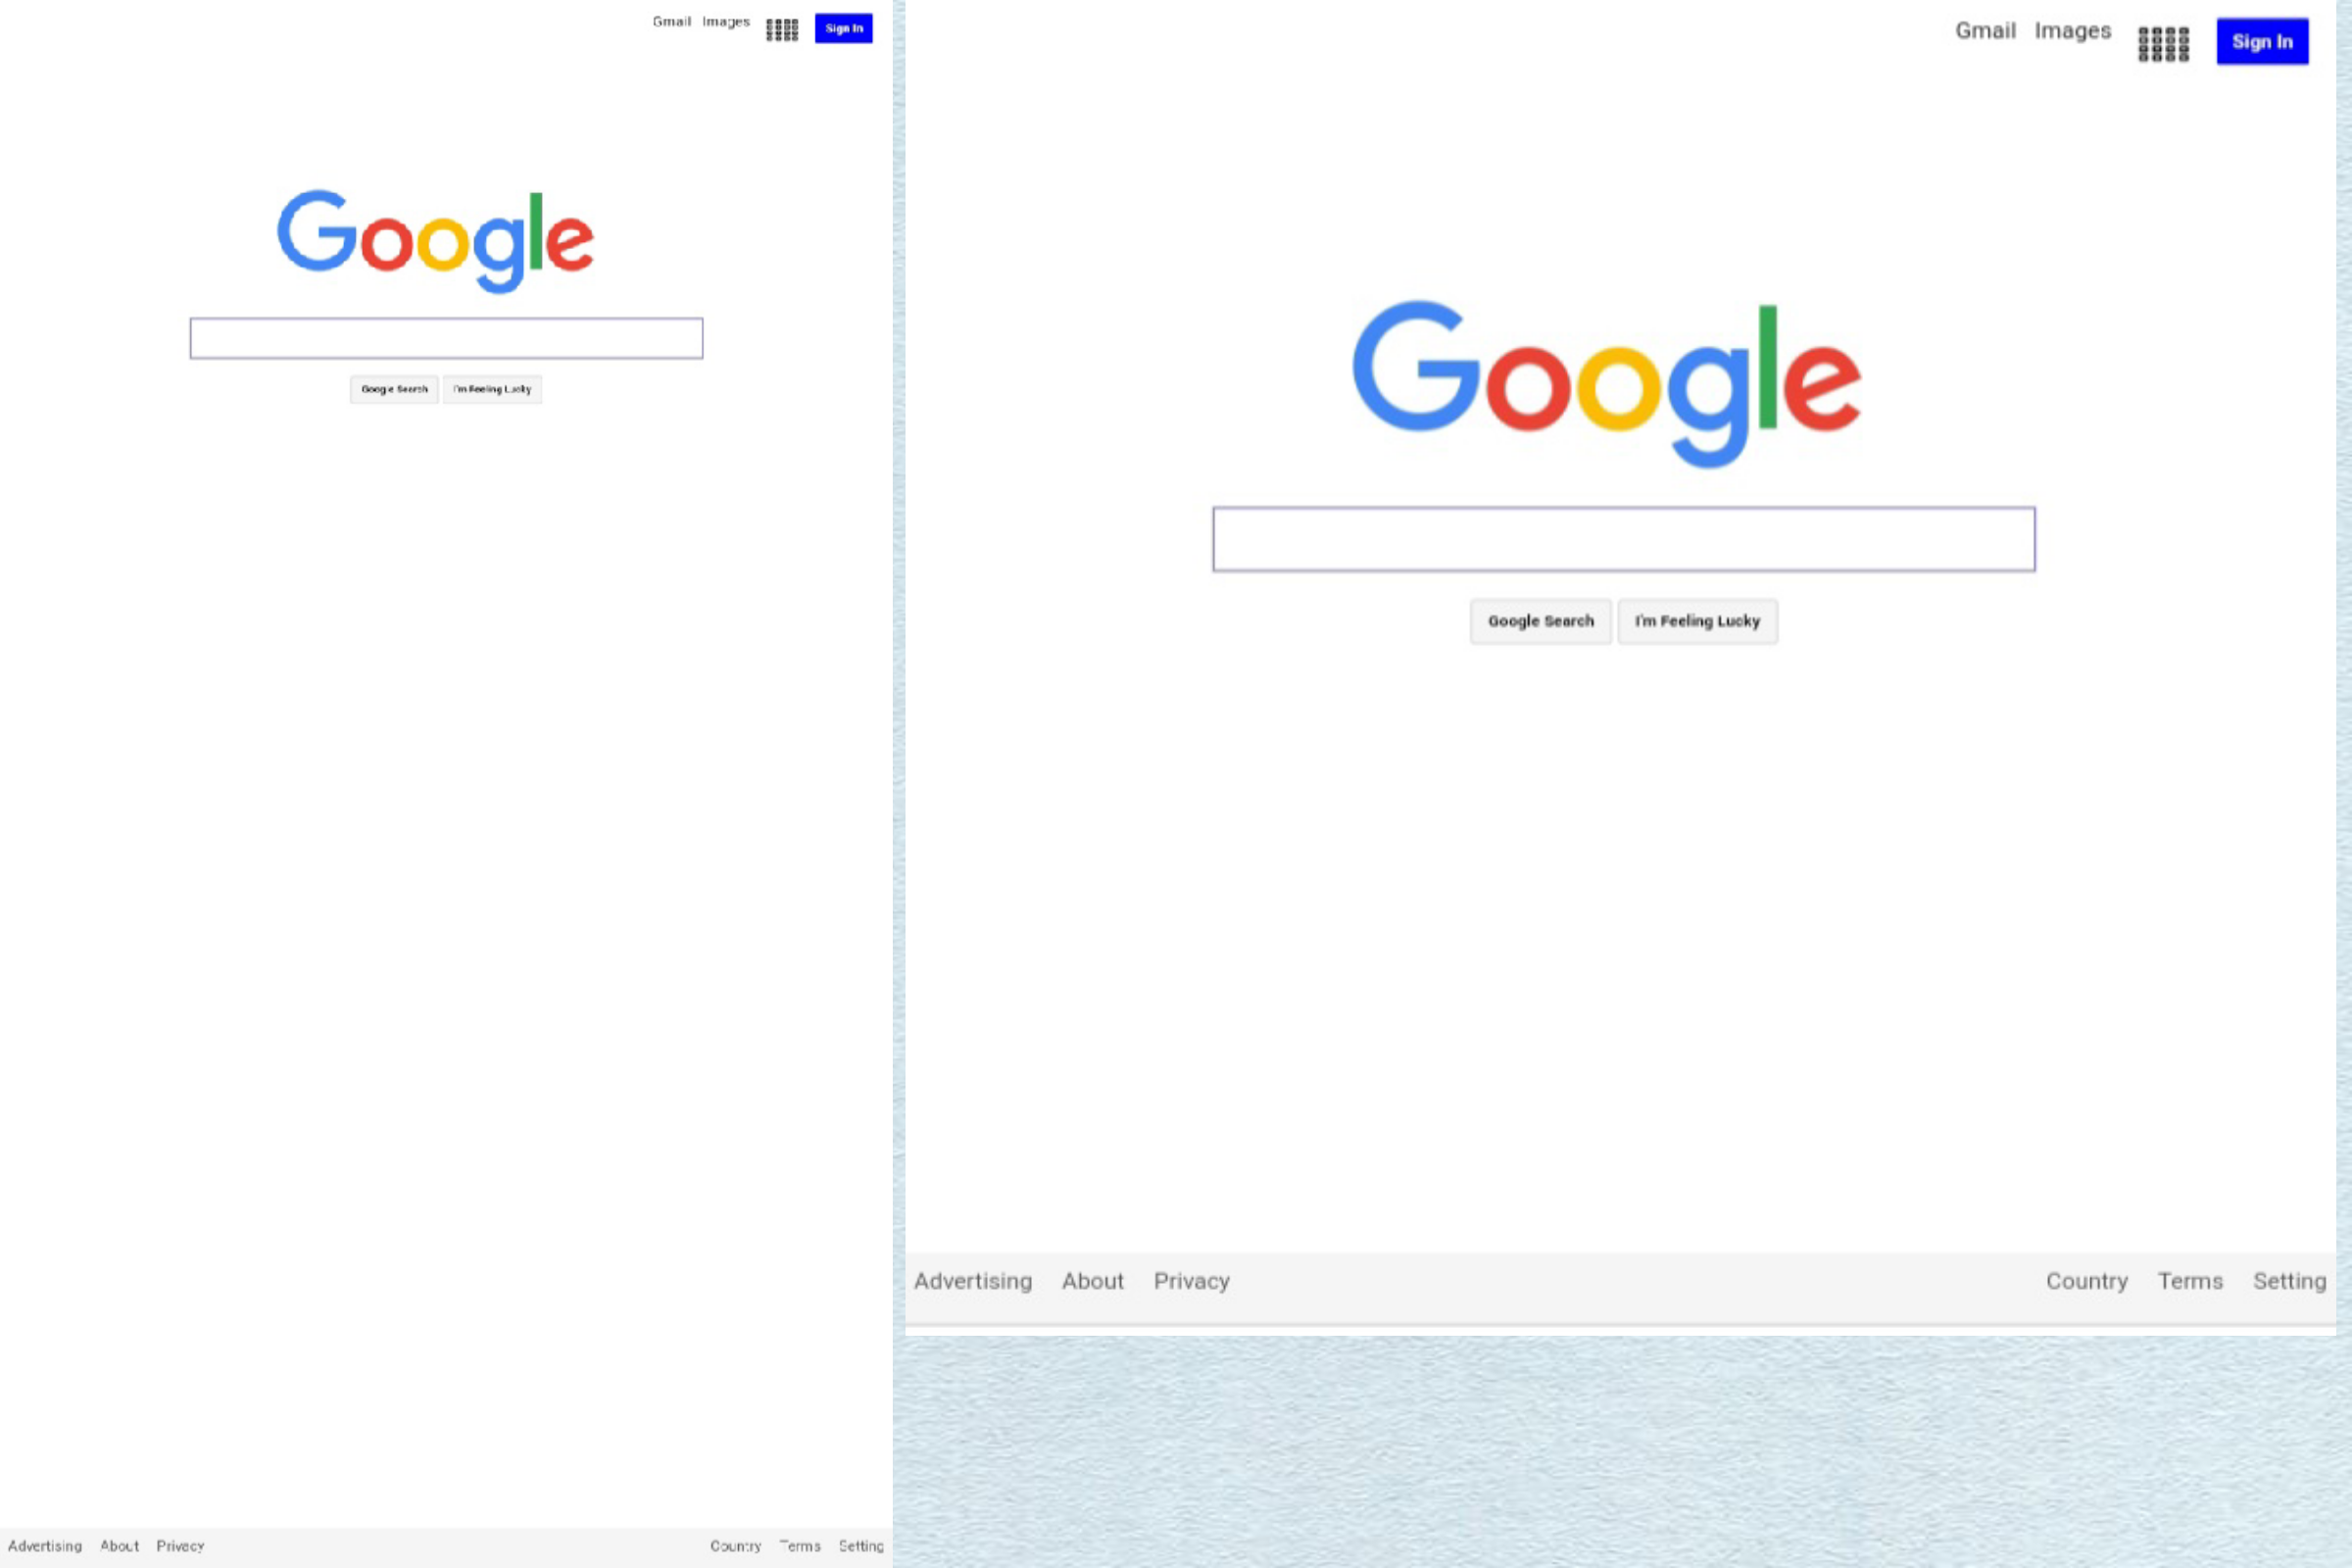 Gmail Images
Sign In
Google
Google Search I'm Feeling Lucky
Advertising About Privacy Country Terms Setting
Gmail Images
Sign In
Google
Google Search I'm Feeling Lucky
Advertising About Privacy Country Terms Setting